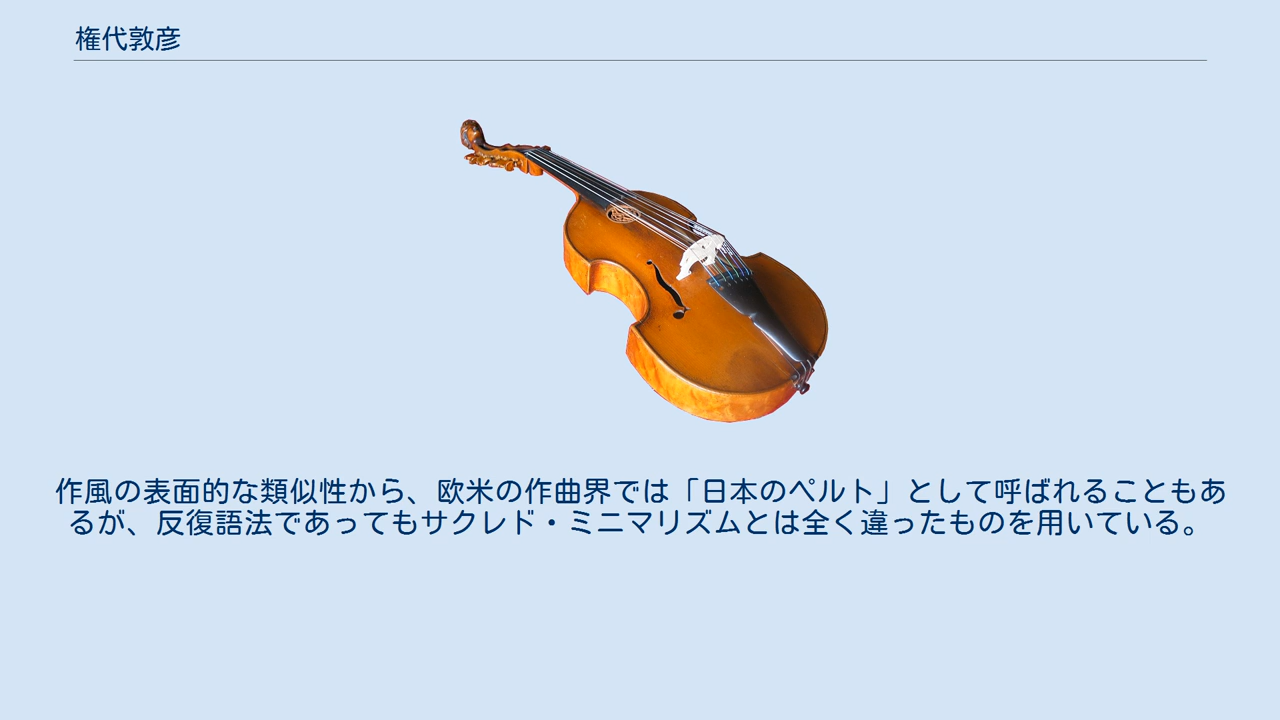 権代敦彦
作風の表面的な類似性から、欧米の作曲界では「日本のペルト」として呼ばれることもあ
るが、反復語法であってもサクレド・ミニマリズムとは全く違ったものを用いている。